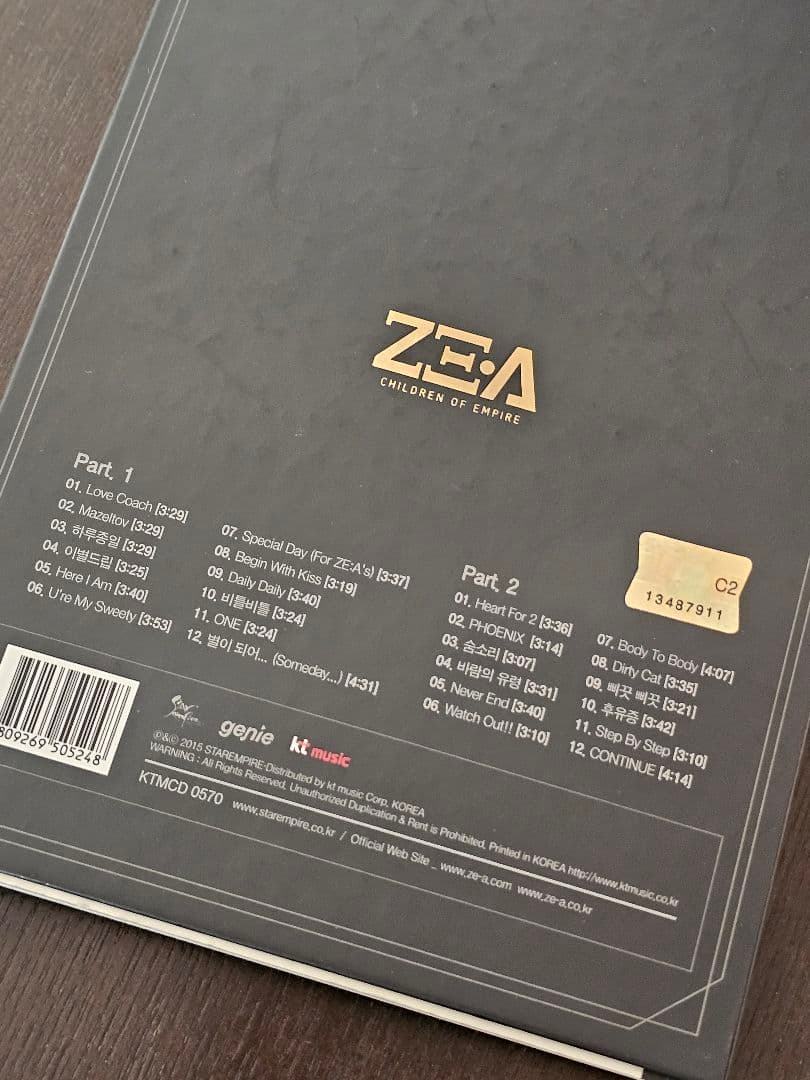 ZE:A
CHILDREN OF EMPIRE
Part. 1
01. Love Coach [3:29]
02. Mazeltov [3:29]
03. 하루종일 [3:29]
04. 이별드립 [3:25]
05. Here I Am [3:40]
06. U're My Sweety [3:53]
07. Special Day (For ZE:A's) [3:37]
08. Begin With Kiss [3:19]
09. Daily Daily [3:40]
10. 비틀비틀 [3:24]
11. ONE [3:24]
12. 별이 되어... (Someday...) [4:31]
Part. 2
01. Heart For 2 [3:36]
02. PHOENIX [3:14]
03. 숨소리 [3:07]
04. 바람의 유령 [3:31]
05. Never End [3:40]
06. Watch Out!! [3:10]
07. Body To Body [4:07]
08. Dirty Cat [3:35]
09. 삐끗 삐끗 [3:21]
10. 후유증 [3:42]
11. Step By Step [3:10]
12. CONTINUE [4:14]
C2
13487911
809269 505248
genie
kt music
℗&© 2015 STAREMPIRE·Distributed by kt music Corp. KOREA
WARNING : All Rights Reserved. Unauthorized Duplication & Rent is Prohibited. Printed in KOREA http://www.ktmusic.co.kr
KTMCD 0570 www.starempire.co.kr / Official Web Site _ www.ze-a.com www.ze-a.co.kr